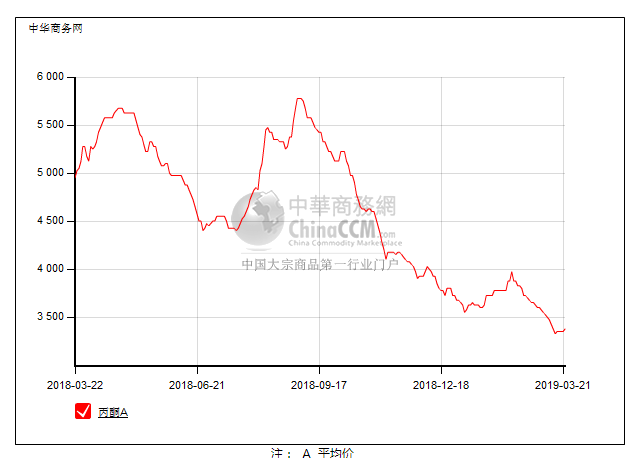 中华商务网
6 000
5 500
5 000
4 500
4 000
3 500
中華商務網
ChinaCCM.com
China Commodity Marketplace
中国大宗商品第一行业门户
2018-03-22 2018-06-21 2018-09-17 2018-12-18 2019-03-21
丙酮A
注： A 平均价